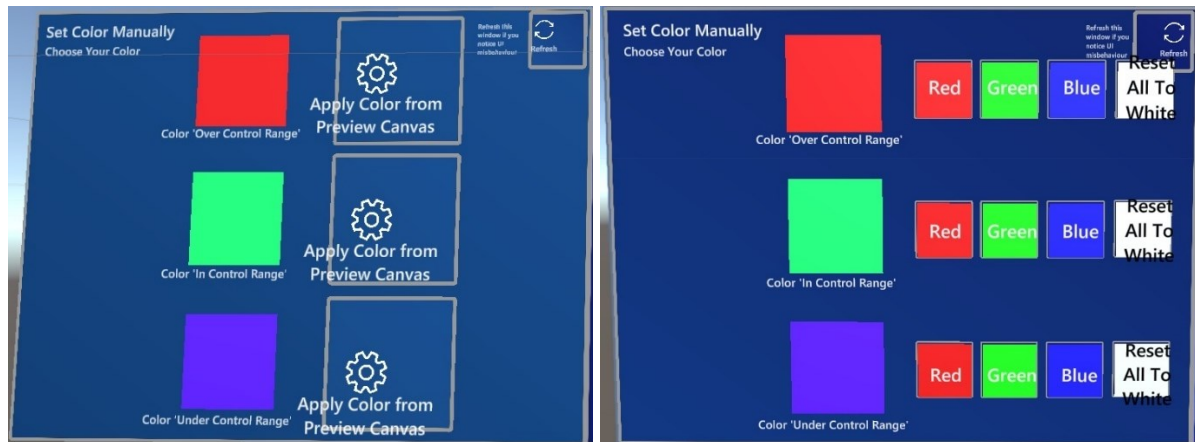 Set Color Manually
Choose Your Color
Refresh this
window if you
notice UI
misbehaviour
Refresh
Apply Color from
Preview Canvas
Color 'Over Control Range'
Apply Color from
Preview Canvas
Color 'In Control Range'
Apply Color from
Preview Canvas
Color 'Under Control Range'
Set Color Manually
Choose Your Color
Refresh this
window if you
notice UI
misbehaviour
Refresh
Red
Green
Blue
Reset
All To
White
Color 'Over Control Range'
Red
Green
Blue
Reset
All To
White
Color 'In Control Range'
Red
Green
Blue
Reset
All To
White
Color 'Under Control Range'